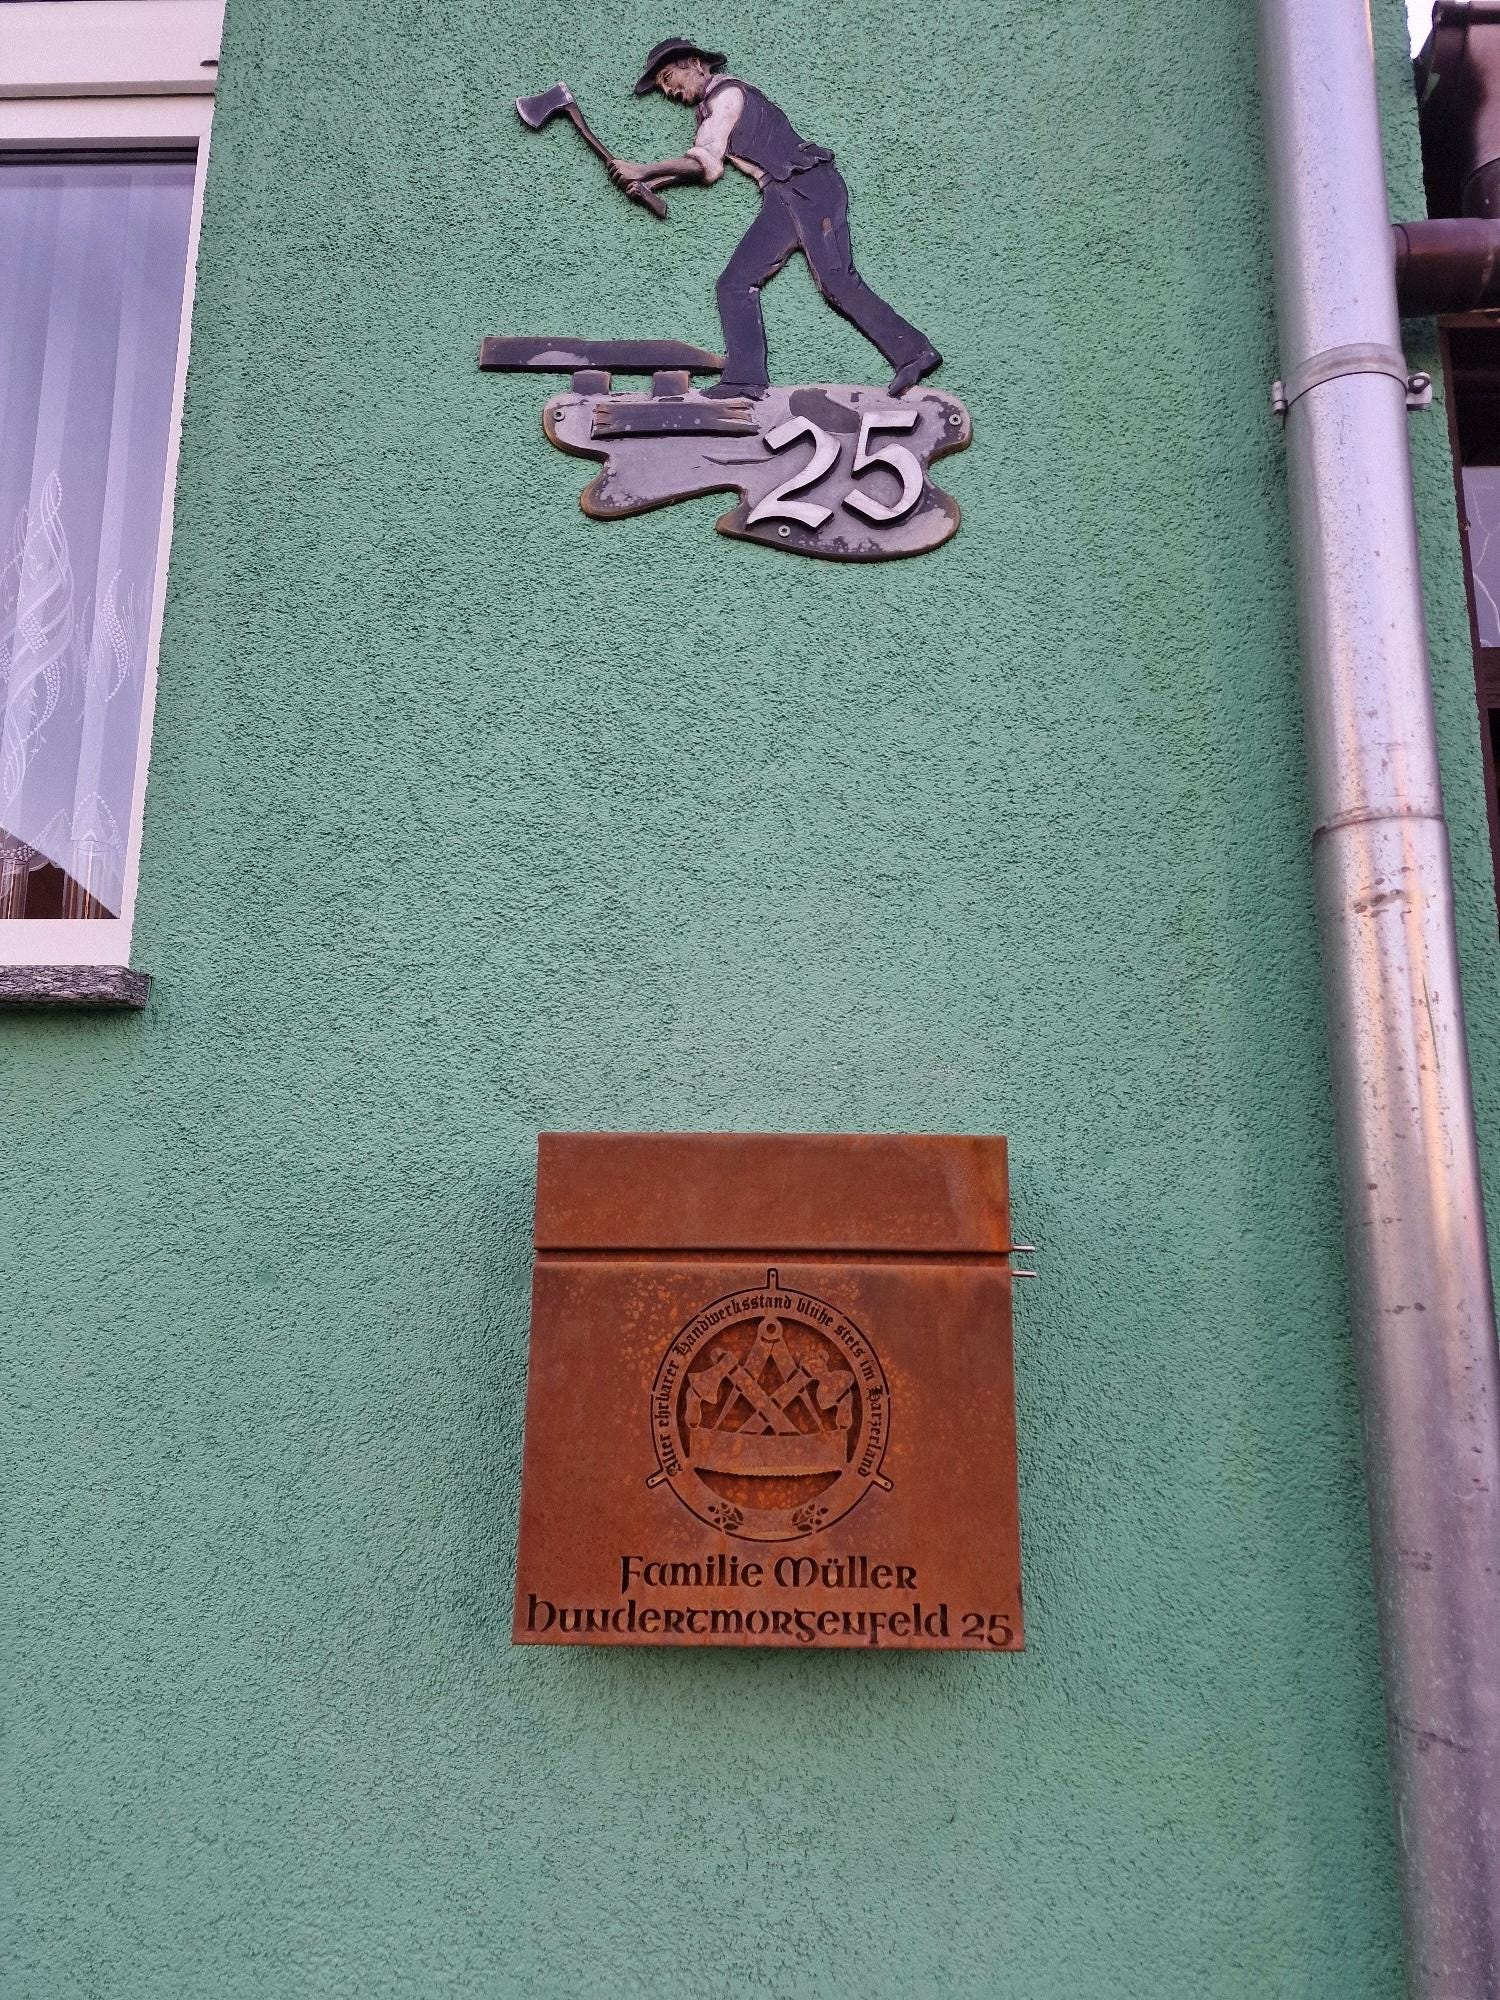 25
Alter ehrbarer Handwerksstand blühe stets im Harzerland
Familie Müller
Hundertmorgenfeld 25